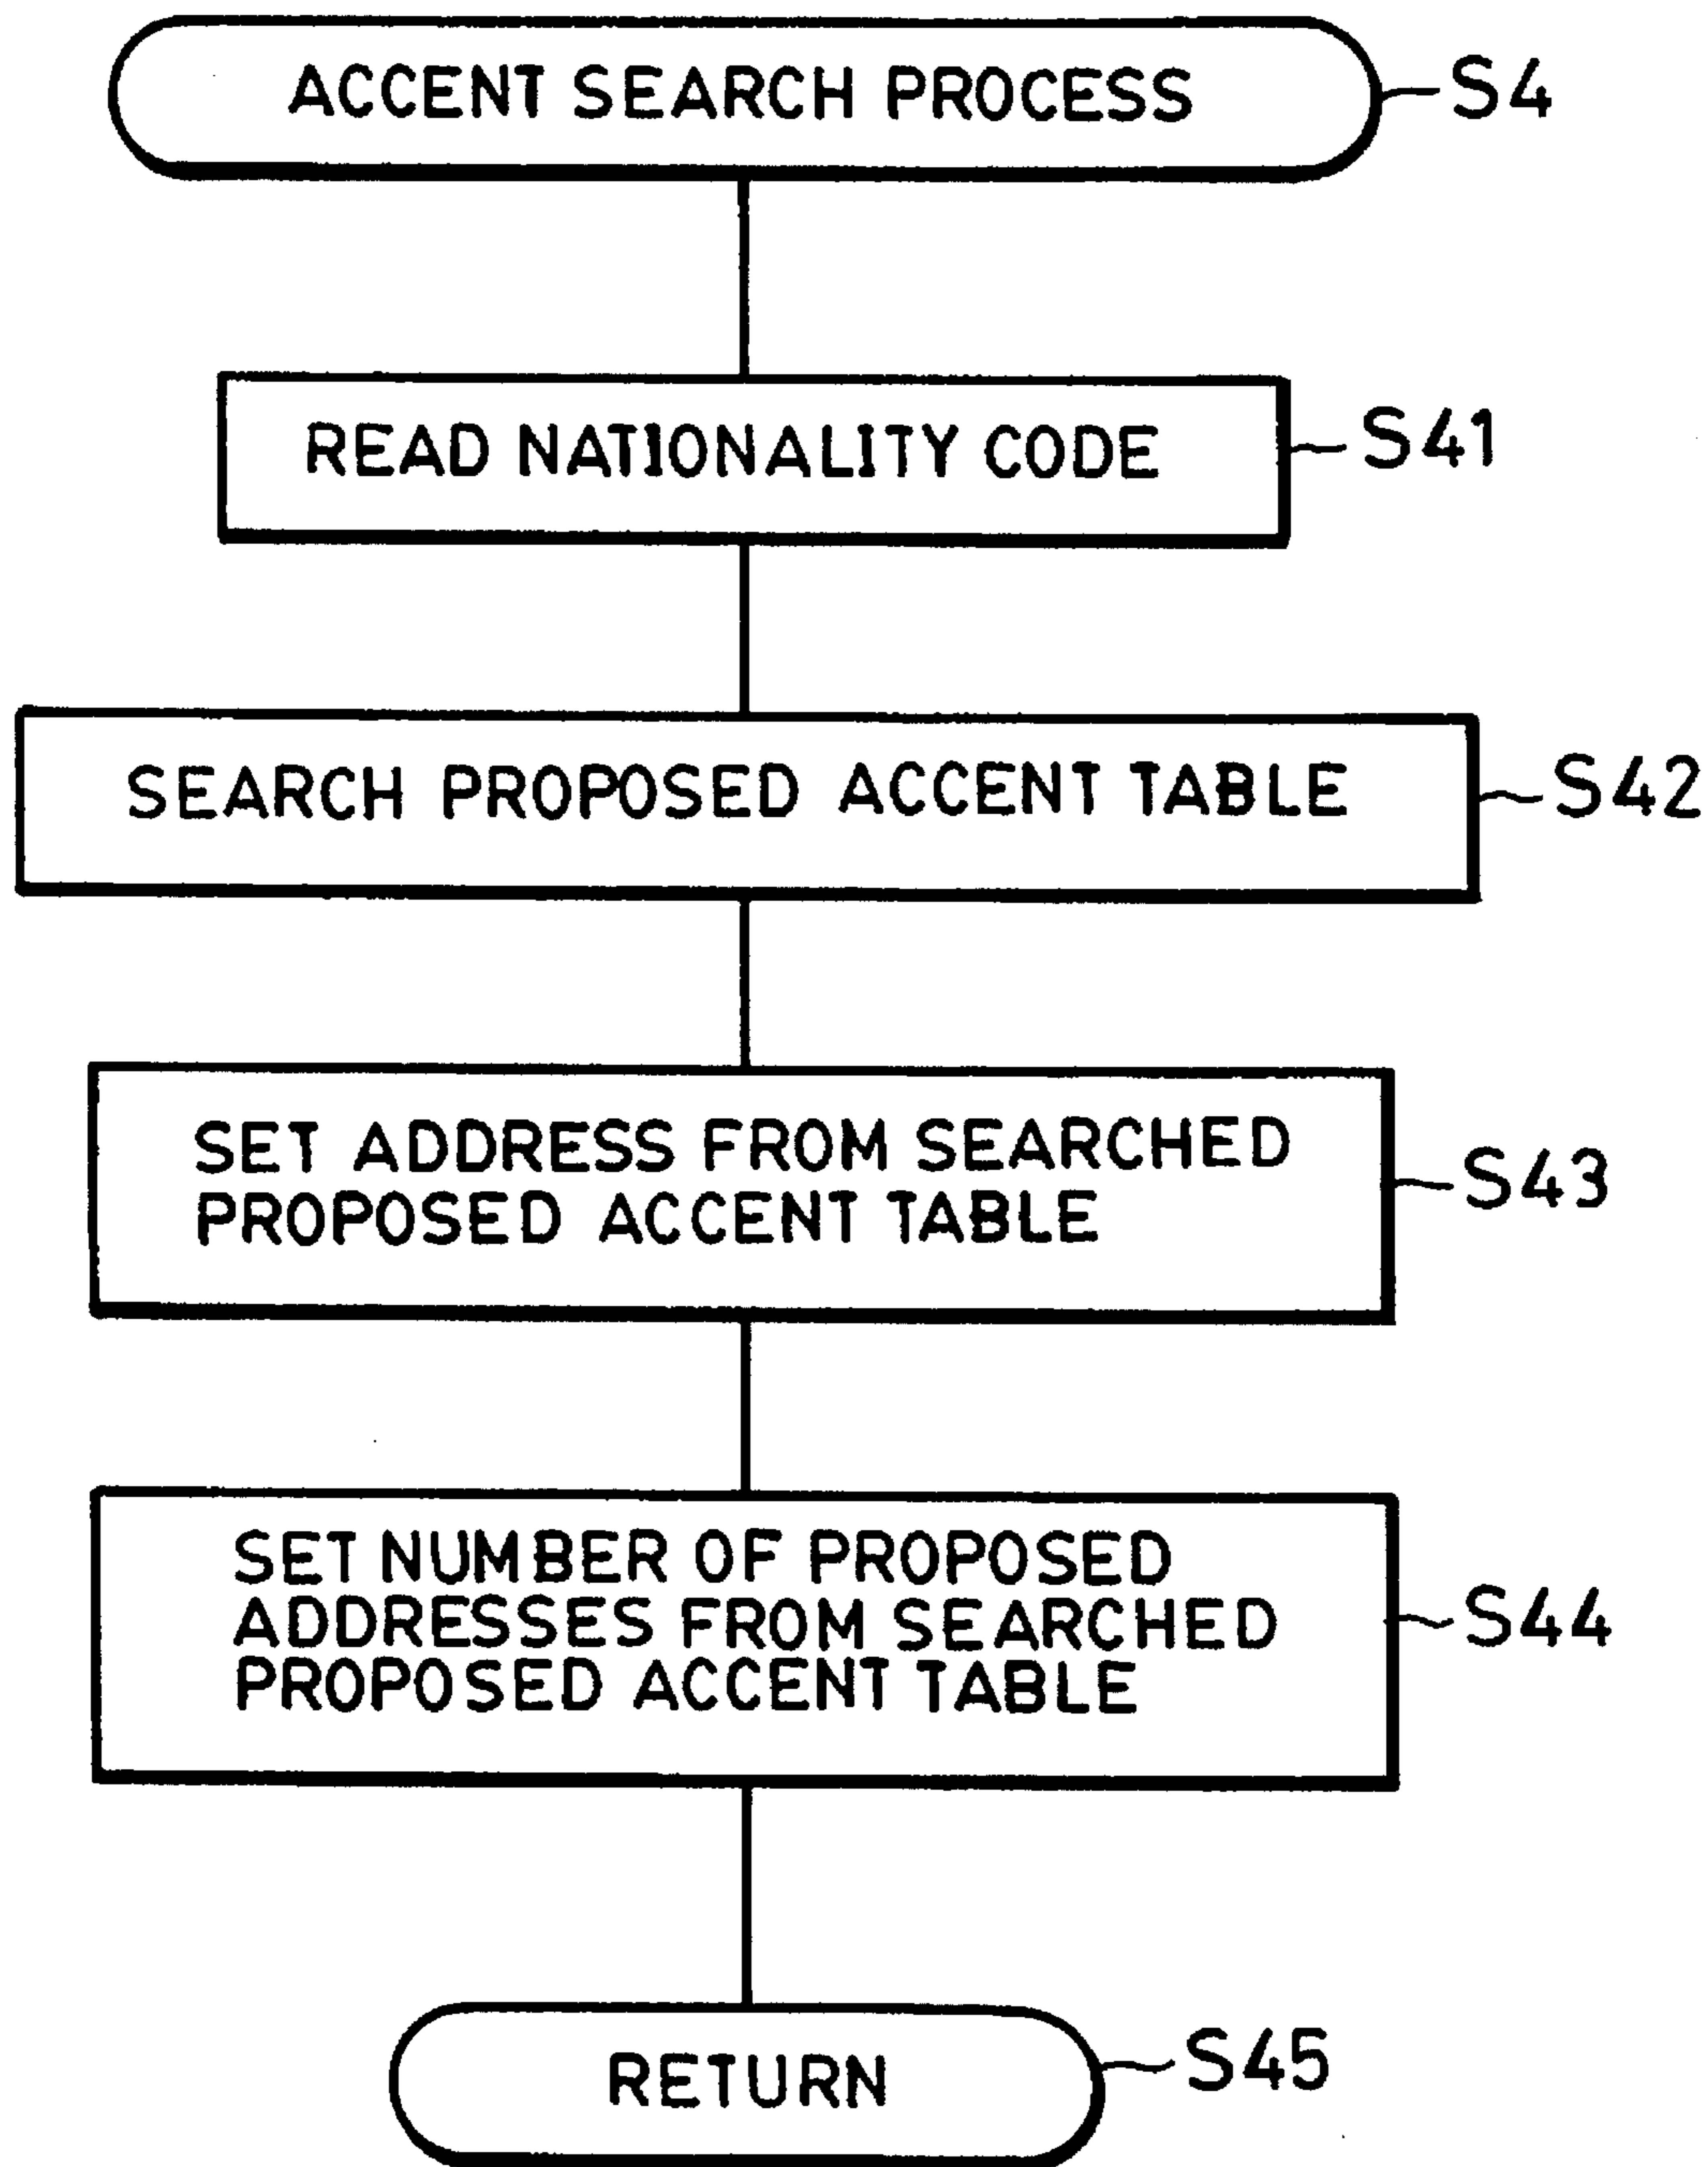 ACCENT SEARCH PROCESS
S4
READ NATIONALITY CODE
S41
SEARCH PROPOSED ACCENT TABLE
S42
SET ADDRESS FROM SEARCHED
PROPOSED ACCENT TABLE
S43
SET NUMBER OF PROPOSED
ADDRESSES FROM SEARCHED
PROPOSED ACCENT TABLE
S44
RETURN
S45